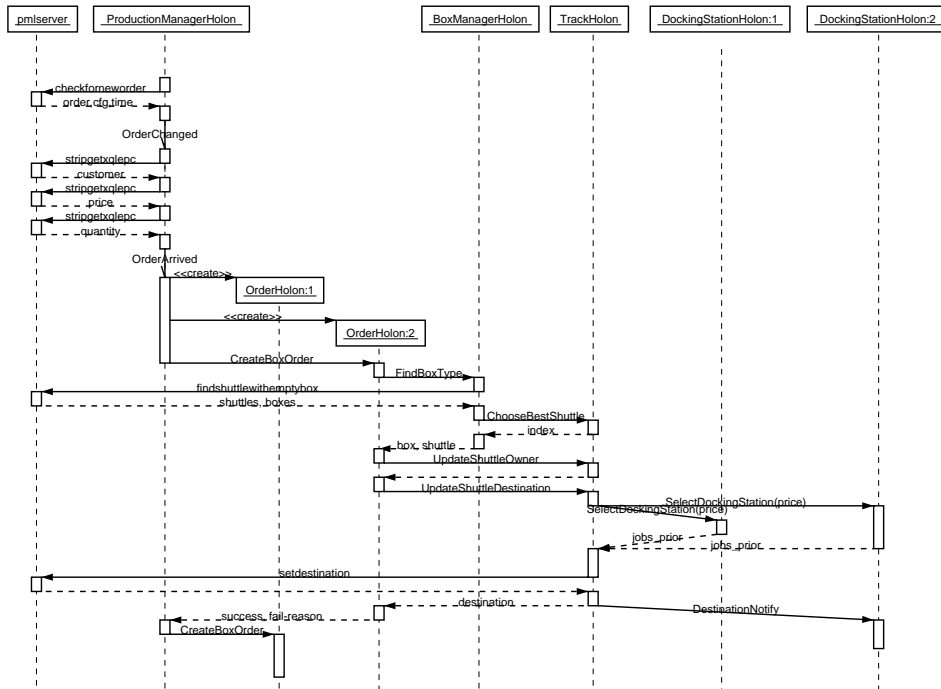 pmlserver
ProductionManagerHolon
BoxManagerHolon
TrackHolon
DockingStationHolon:1
DockingStationHolon:2
checkforneworder
order,cfg,time
OrderChanged
stripgetxqlepc
customer
stripgetxqlepc
price
stripgetxqlepc
quantity
OrderArrived
<<create>>
OrderHolon:1
<<create>>
OrderHolon:2
CreateBoxOrder
FindBoxType
findshuttlewithemptybox
shuttles, boxes
ChooseBestShuttle
index
box, shuttle
UpdateShuttleOwner
UpdateShuttleDestination
SelectDockingStation(price)
SelectDockingStation(price)
jobs_prior
jobs_prior
setdestination
destination
DestinationNotify
success, fail-reason
CreateBoxOrder